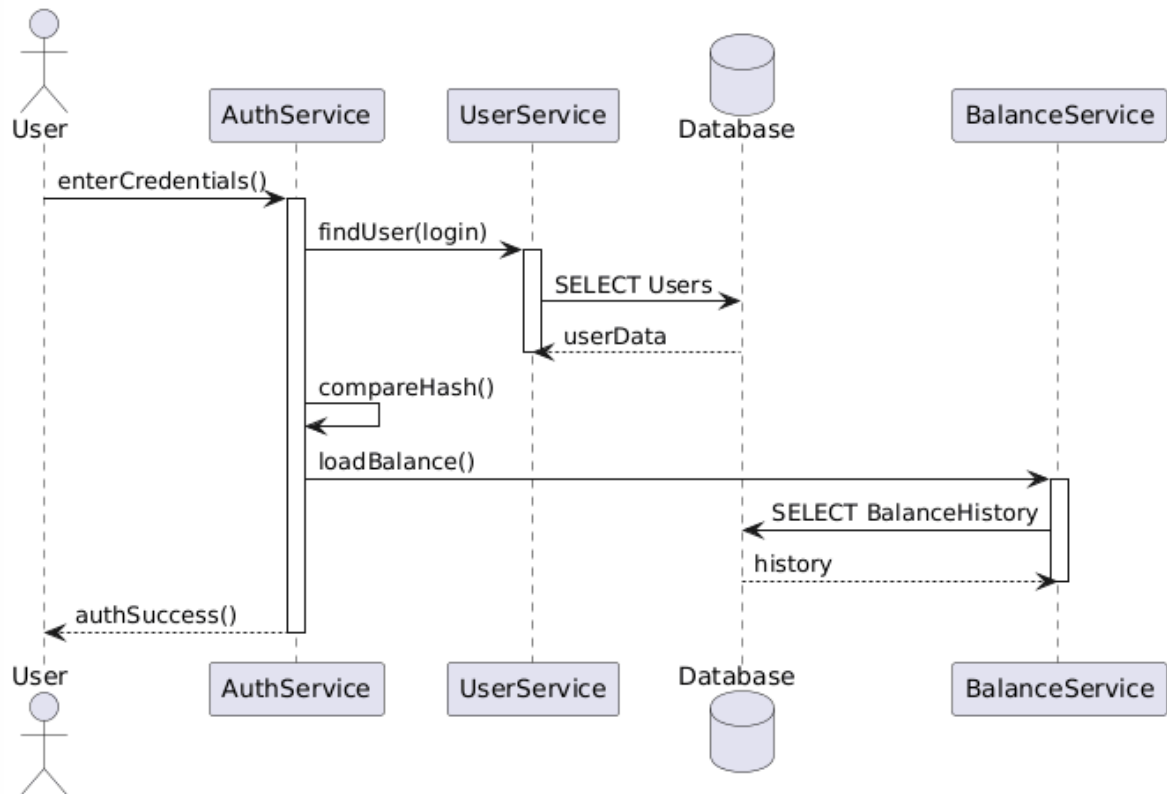 User
AuthService
UserService
Database
BalanceService
enterCredentials()
findUser(login)
SELECT Users
userData
compareHash()
loadBalance()
SELECT BalanceHistory
history
authSuccess()
User
AuthService
UserService
Database
BalanceService